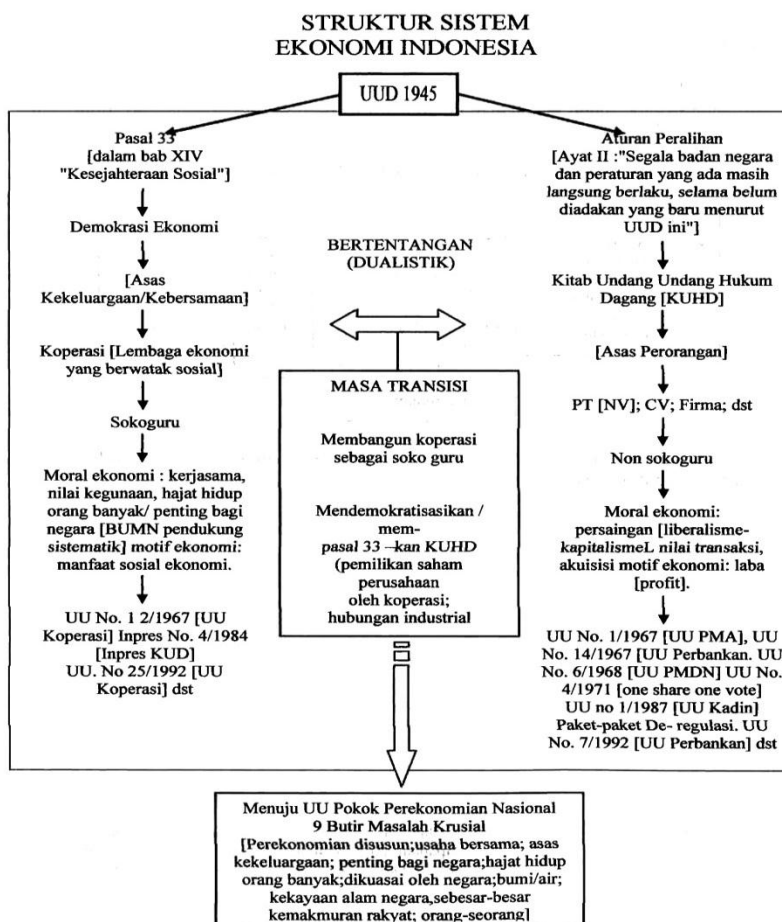 STRUKTUR SISTEM
EKONOMI INDONESIA
UUD 1945
Pasal 33
[dalam bab XIV
"Kesejahteraan Sosial"]
Demokrasi Ekonomi
[Asas
Kekeluargaan/Kebersamaan]
Koperasi [Lembaga ekonomi
yang berwatak sosial]
Sokoguru
Moral ekonomi : kerjasama,
nilai kegunaan, hajat hidup
orang banyak/ penting bagi
negara [BUMN pendukung
sistematik] motif ekonomi:
manfaat sosial ekonomi.
UU No. 1 2/1967 [UU
Koperasi] Inpres No. 4/1984
[Inpres KUD]
UU. No 25/1992 [UU
Koperasi] dst
BERTENTANGAN
(DUALISTIK)
MASA TRANSISI
Membangun koperasi
sebagai soko guru
Mendemokratisasikan /
mem-
pasal 33 –kan KUHD
(pemilikan saham
perusahaan
oleh koperasi;
hubungan industrial
Aturan Peralihan
[Ayat II :"Segala badan negara
dan peraturan yang ada masih
langsung berlaku, selama belum
diadakan yang baru menurut
UUD ini"]
Kitab Undang Undang Hukum
Dagang [KUHD]
[Asas Perorangan]
PT [NV]; CV; Firma; dst
Non sokoguru
Moral ekonomi:
persaingan [liberalisme-
kapitalismeL nilai transaksi,
akuisisi motif ekonomi: laba
[profit].
UU No. 1/1967 [UU PMA], UU
No. 14/1967 [UU Perbankan. UU
No. 6/1968 [UU PMDN] UU No.
4/1971 [one share one vote]
UU no 1/1987 [UU Kadin]
Paket-paket De- regulasi. UU
No. 7/1992 [UU Perbankan] dst
Menuju UU Pokok Perekonomian Nasional
9 Butir Masalah Krusial
[Perekonomian disusun;usaha bersama; asas
kekeluargaan; penting bagi negara;hajat hidup
orang banyak;dikuasai oleh negara;bumi/air;
kekayaan alam negara,sebesar-besar
kemakmuran rakyat; orang-seorang]